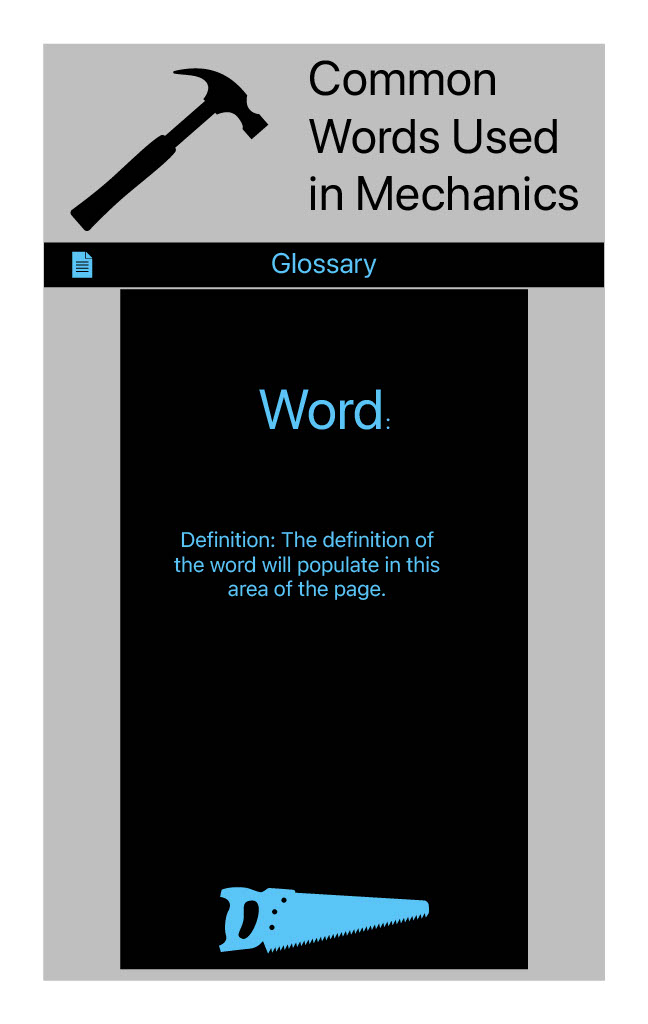 Common
Words Used
in Mechanics
Glossary
Word:
Definition: The definition of
the word will populate in this
area of the page.